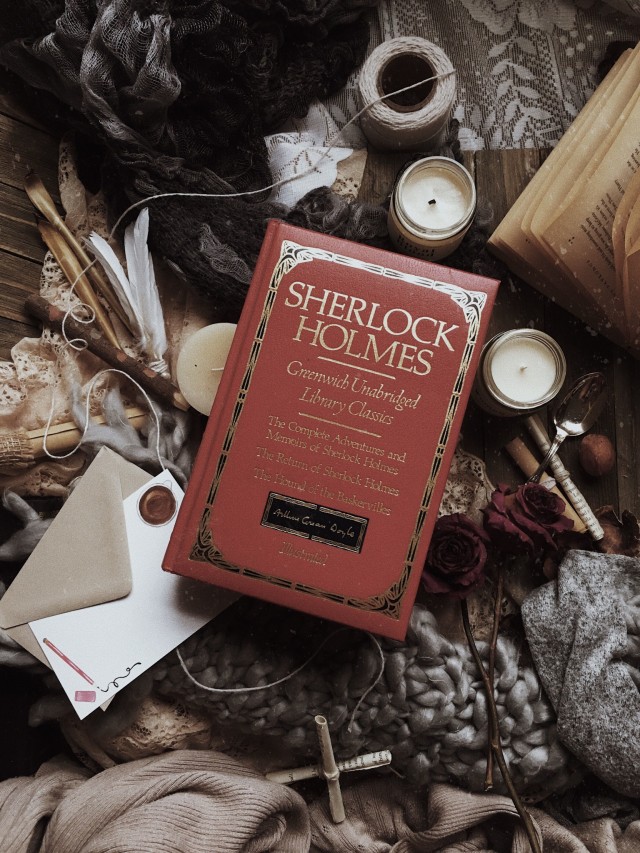 SHERLOCK
HOLMES
Greenwich Unabridged
Library Classics
The Complete Adventures and
Memoirs of Sherlock Holmes
The Return of Sherlock Holmes
The Hound of the Baskervilles
Arthur Conan Doyle
Illustrated